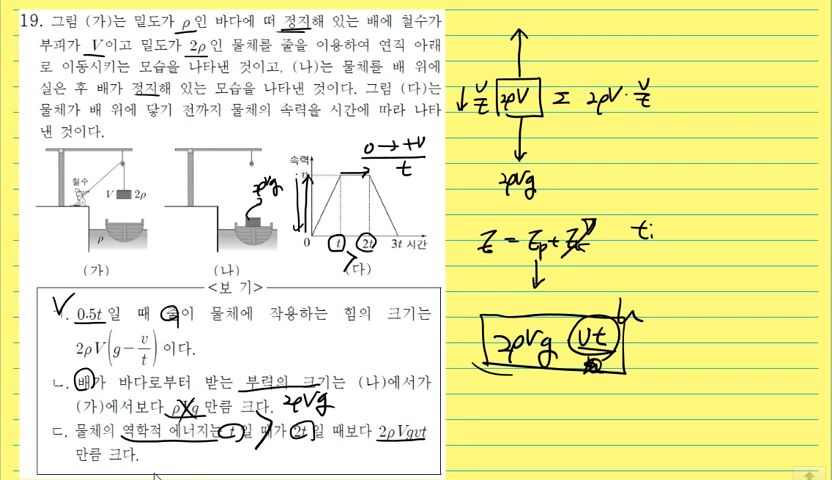 19. 그림 (가)는 밀도가 ρ인 바다에 떠 정지해 있는 배에 철수가
부피가 V이고 밀도가 2ρ인 물체를 줄을 이용하여 연직 아래
로 이동시키는 모습을 나타낸 것이고, (나)는 물체를 배 위에
실은 후 배가 정지해 있는 모습을 나타낸 것이다. 그림 (다)는
물체가 배 위에 닿기 전까지 물체의 속력을 시간에 따라 나타
낸 것이다.
철수
V 2ρ
ρ
(가)
2ρVg
(나)
속력
v
0 t 2t 3t 시간
(다)
0→+v
t
<보 기>
ㄱ. 0.5t일 때 줄이 물체에 작용하는 힘의 크기는
2ρV(g-v/t)이다.
ㄴ. 배가 바다로부터 받는 부력의 크기는 (나)에서가
(가)에서보다 ρVg만큼 크다. 2ρVg
ㄷ. 물체의 역학적 에너지는 t일 때가 2t일 때보다 2ρVgvt
만큼 크다.
↓ v/t 2ρV = 2ρV · v/t
2ρVg
E = Ep + Ek
2ρVg vt h